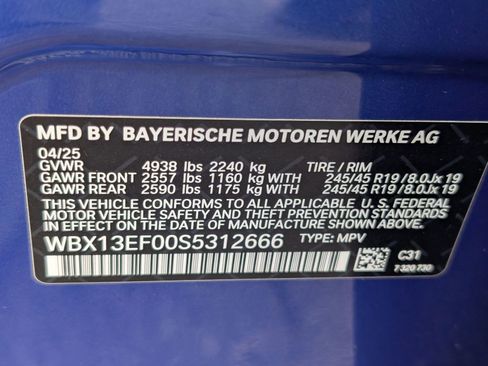 MFD BY BAYERISCHE MOTOREN WERKE AG
04/25
GVWR 4938 lbs 2240 kg TIRE / RIM
GAWR FRONT 2557 lbs 1160 kg WITH 245/45 R19 /8.0Jx 19
GAWR REAR 2590 lbs 1175 kg WITH 245/45 R19 /8.0Jx 19
THIS VEHICLE CONFORMS TO ALL APPLICABLE U. S. FEDERAL
MOTOR VEHICLE SAFETY AND THEFT PREVENTION STANDARDS
IN EFFECT ON THE DATE OF MANUFACTURE SHOWN ABOVE.
WBX13EF00S5312666 TYPE: MPV
C31
7 320 730